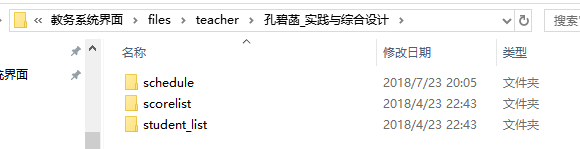 « 教务系统界面 > files > teacher > 孔碧菡_实践与综合设计 >
搜索
名称 修改日期 类型
统界面
schedule 2018/7/23 20:05 文件夹
scorelist 2018/4/23 22:43 文件夹
student_list 2018/4/23 22:43 文件夹